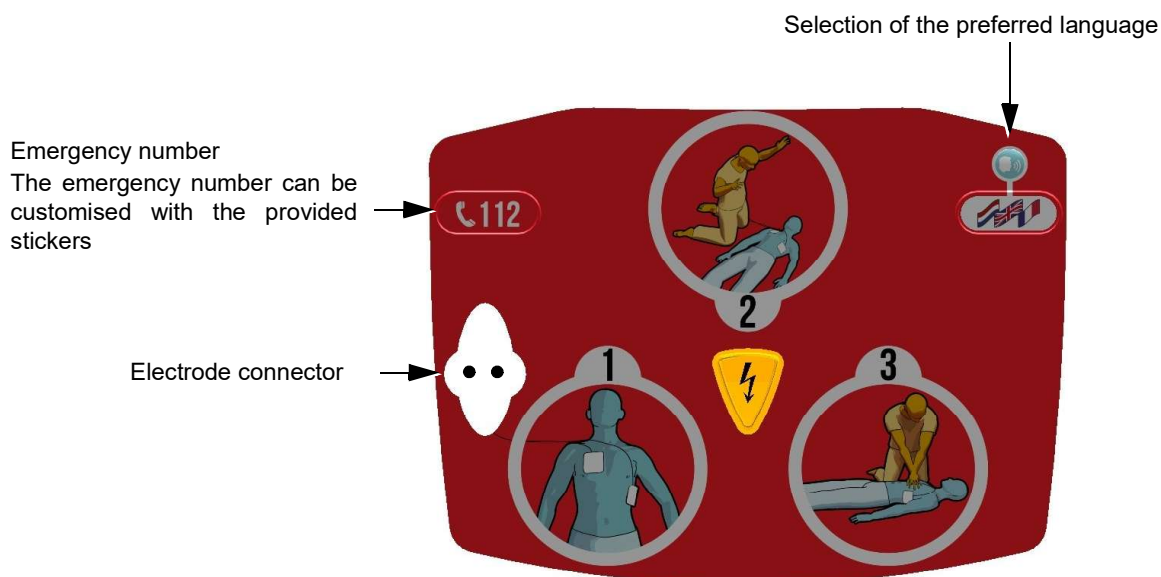 Selection of the preferred language
Emergency number
The emergency number can be
customised with the provided
stickers
112
2
Electrode connector
1
3